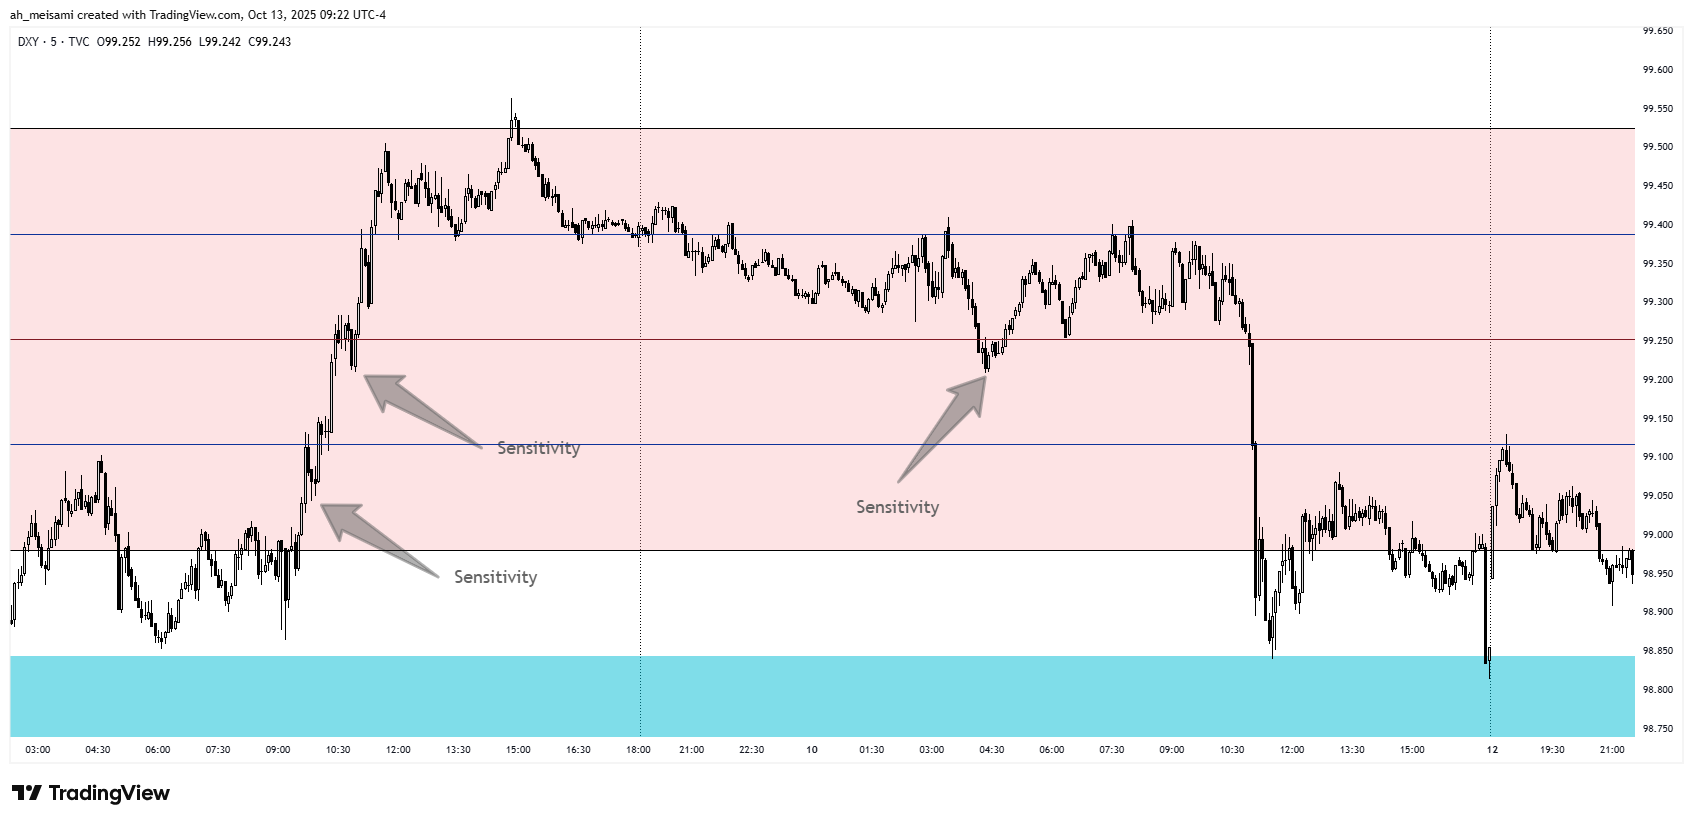 ah_meisami created with TradingView.com, Oct 13, 2025 09:22 UTC-4
DXY · 5 · TVC O99.252 H99.256 L99.242 C99.243
99.650
99.600
99.550
99.500
99.450
99.400
99.350
99.300
99.250
99.200
99.150
99.100
99.050
99.000
98.950
98.900
98.850
98.800
98.750
Sensitivity
Sensitivity
Sensitivity
03:00 04:30 06:00 07:30 09:00 10:30 12:00 13:30 15:00 16:30 18:00 21:00 22:30 10 01:30 03:00 04:30 06:00 07:30 09:00 10:30 12:00 13:30 15:00 12 19:30 21:00
TradingView